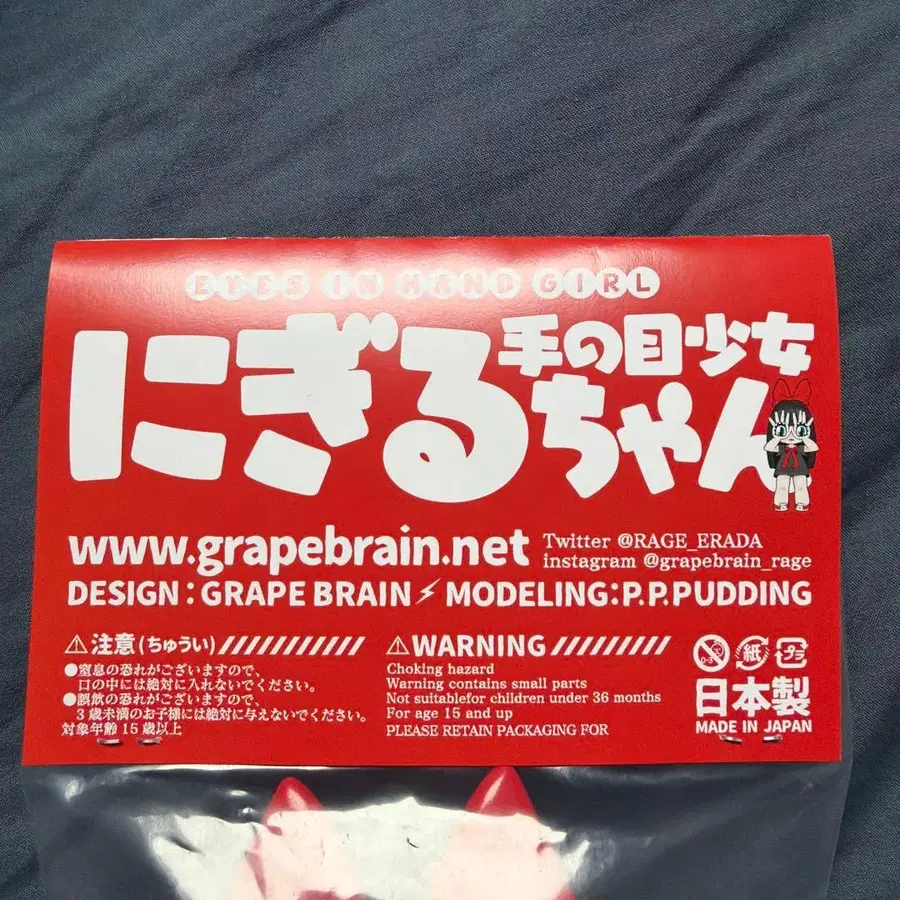 EYES IN HAND GIRL
手の目少女
にぎるちゃん
www.grapebrain.net
Twitter @RAGE_ERADA
instagram @grapebrain_rage
DESIGN：GRAPE BRAIN⚡MODELING：P.P.PUDDING
⚠注意(ちゅうい)
●窒息の恐れがございますので、
口の中には絶対に入れないでください。
●誤飲の恐れがございますので、
3歳未満のお子様には絶対に与えないでください。
対象年齢15歳以上
⚠WARNING
Choking hazard
Warning contains small parts
Not suitablefor children under 36 months
For age 15 and up
PLEASE RETAIN PACKAGING FOR
0-3 紙 プラ
日本製
MADE IN JAPAN